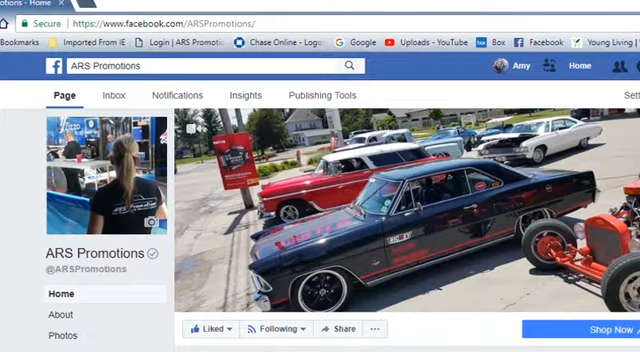 otions - Home
Secure https://www.facebook.com/ARSPromotions/
Bookmarks Imported From IE Login | ARS Promotio Chase Online - Logo Google Uploads - YouTube Box Facebook Young Living |
ARS Promotions Amy Home
Page Inbox Notifications Insights Publishing Tools Sett
ARS Promotions
@ARSPromotions
Home
About
Photos
Liked Following Share ... Shop Now